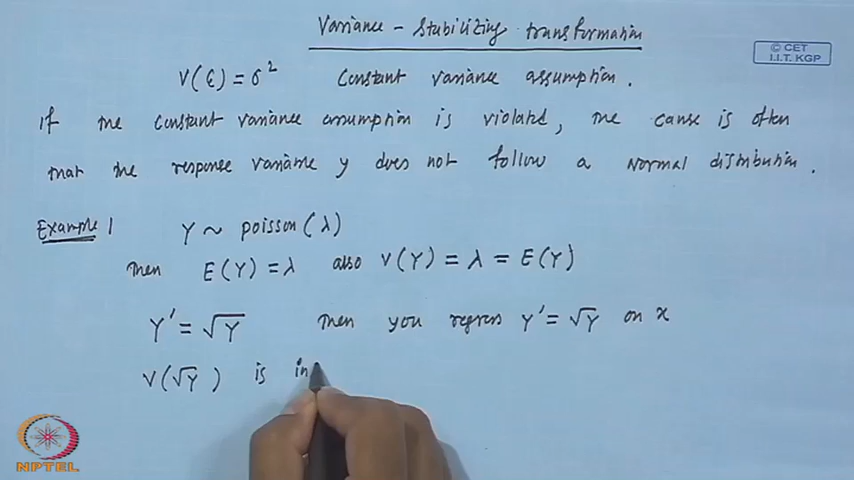 Variance - Stabilizing transformation
© CET
I.I.T. KGP
V(ε) = σ² Constant variance assumption.
If the constant variance assumption is violated, the cause is often
that the response variable y does not follow a Normal distribution.
Example 1 Y ~ poisson(λ)
Then E(Y) = λ also V(Y) = λ = E(Y)
Y' = √Y Then you regress Y' = √Y on x
V(√Y) is in
NPTEL